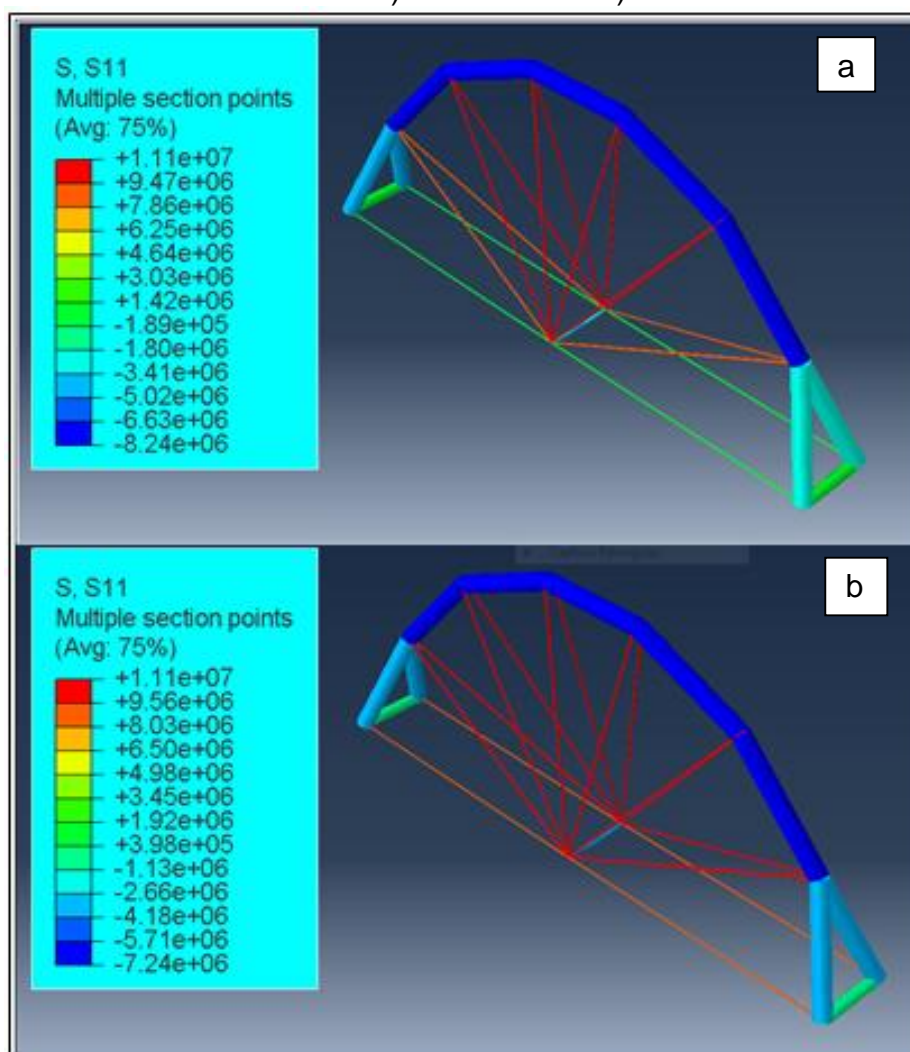 a
S, S11
Multiple section points
(Avg: 75%)
+1.11e+07
+9.47e+06
+7.86e+06
+6.25e+06
+4.64e+06
+3.03e+06
+1.42e+06
-1.89e+05
-1.80e+06
-3.41e+06
-5.02e+06
-6.63e+06
-8.24e+06
b
S, S11
Multiple section points
(Avg: 75%)
+1.11e+07
+9.56e+06
+8.03e+06
+6.50e+06
+4.98e+06
+3.45e+06
+1.92e+06
+3.98e+05
-1.13e+06
-2.66e+06
-4.18e+06
-5.71e+06
-7.24e+06